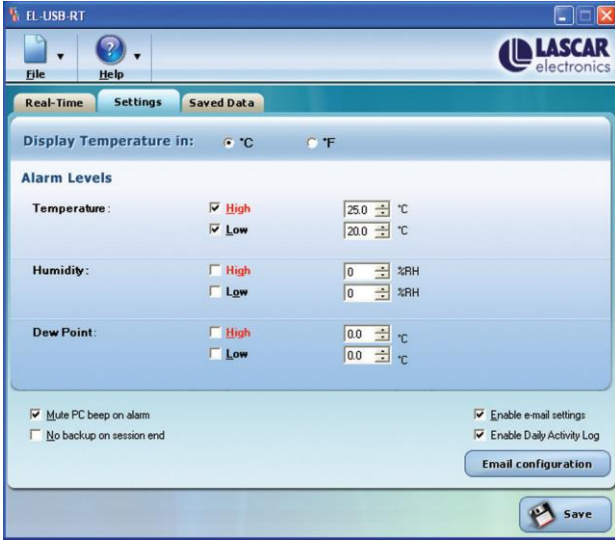 EL-USB-RT
File Help
LASCAR
electronics
Real-Time Settings Saved Data
Display Temperature in: °C °F
Alarm Levels
Temperature: High 25.0 °C
Low 20.0 °C
Humidity: High 0 %RH
Low 0 %RH
Dew Point: High 0.0 °C
Low 0.0 °C
Mute PC beep on alarm Enable e-mail settings
No backup on session end Enable Daily Activity Log
Email configuration
Save